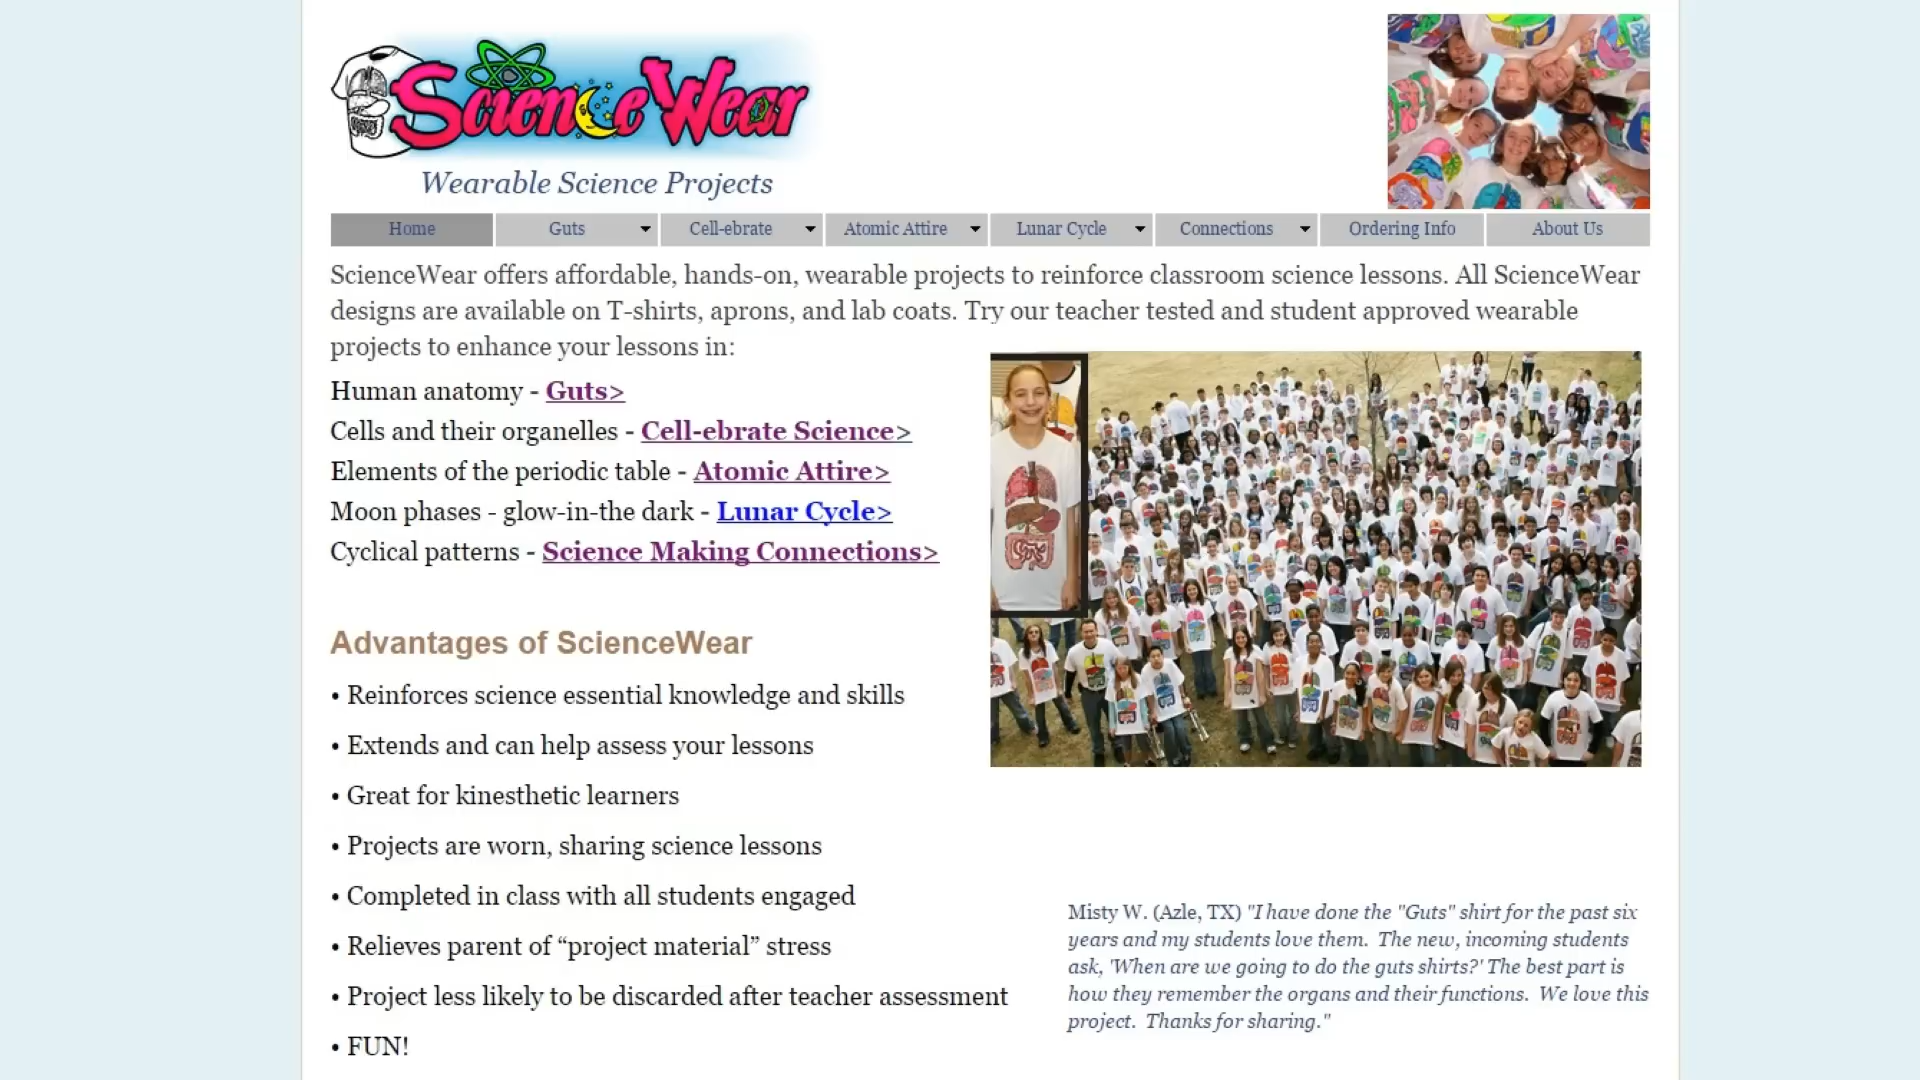 ScienceWear
Wearable Science Projects
Home
Guts
Cell-ebrate
Atomic Attire
Lunar Cycle
Connections
Ordering Info
About Us
ScienceWear offers affordable, hands-on, wearable projects to reinforce classroom science lessons. All ScienceWear
designs are available on T-shirts, aprons, and lab coats. Try our teacher tested and student approved wearable
projects to enhance your lessons in:
Human anatomy - Guts>
Cells and their organelles - Cell-ebrate Science>
Elements of the periodic table - Atomic Attire>
Moon phases - glow-in-the dark - Lunar Cycle>
Cyclical patterns - Science Making Connections>
Advantages of ScienceWear
• Reinforces science essential knowledge and skills
• Extends and can help assess your lessons
• Great for kinesthetic learners
• Projects are worn, sharing science lessons
• Completed in class with all students engaged
• Relieves parent of “project material” stress
• Project less likely to be discarded after teacher assessment
• FUN!
Misty W. (Azle, TX) "I have done the "Guts" shirt for the past six
years and my students love them. The new, incoming students
ask, 'When are we going to do the guts shirts?' The best part is
how they remember the organs and their functions. We love this
project. Thanks for sharing."